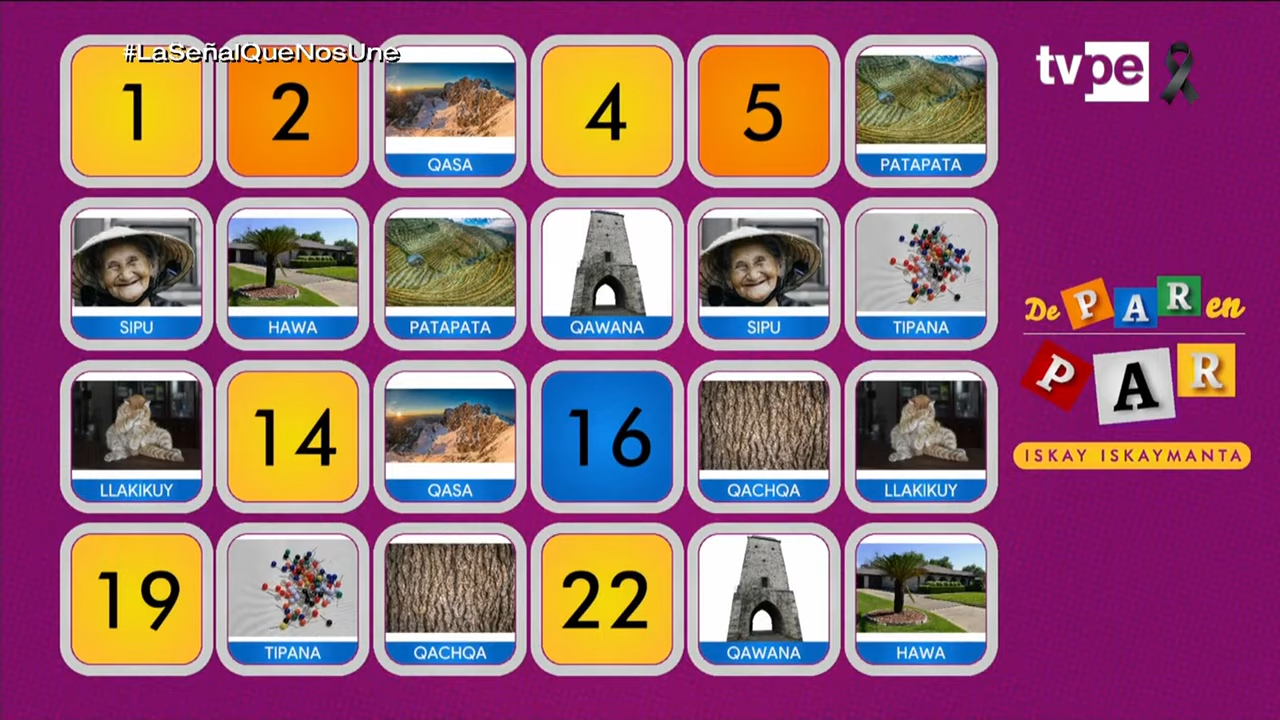 #LaSeñalQueNosUne
tvpe
1
2
QASA
4
5
PATAPATA
SIPU
HAWA
PATAPATA
QAWANA
SIPU
TIPANA
LLAKIKUY
14
QASA
16
QACHQA
LLAKIKUY
19
TIPANA
QACHQA
22
QAWANA
HAWA
De PAR en
PAR
ISKAY ISKAYMANTA